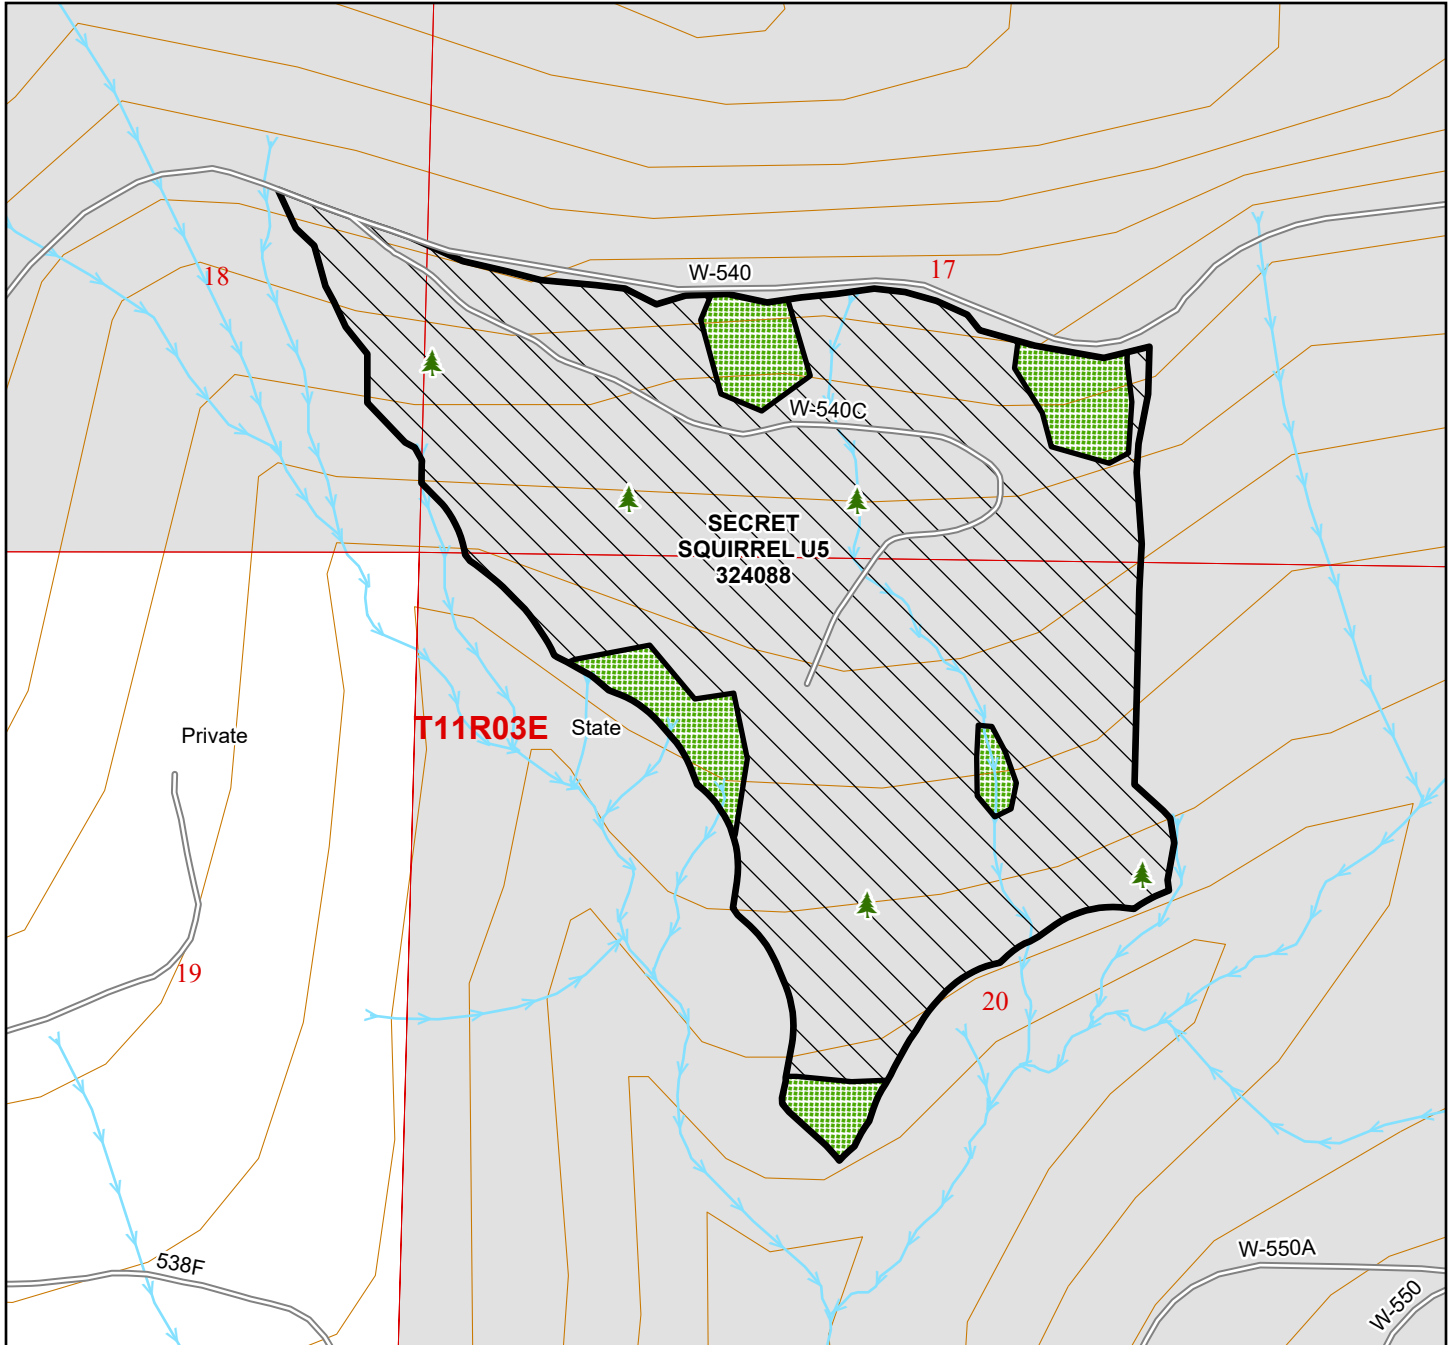 W-540
17
18
W-540C
SECRET
SQUIRREL U5
324088
T11R03E
State
Private
19
20
538F
W-550A
W-550